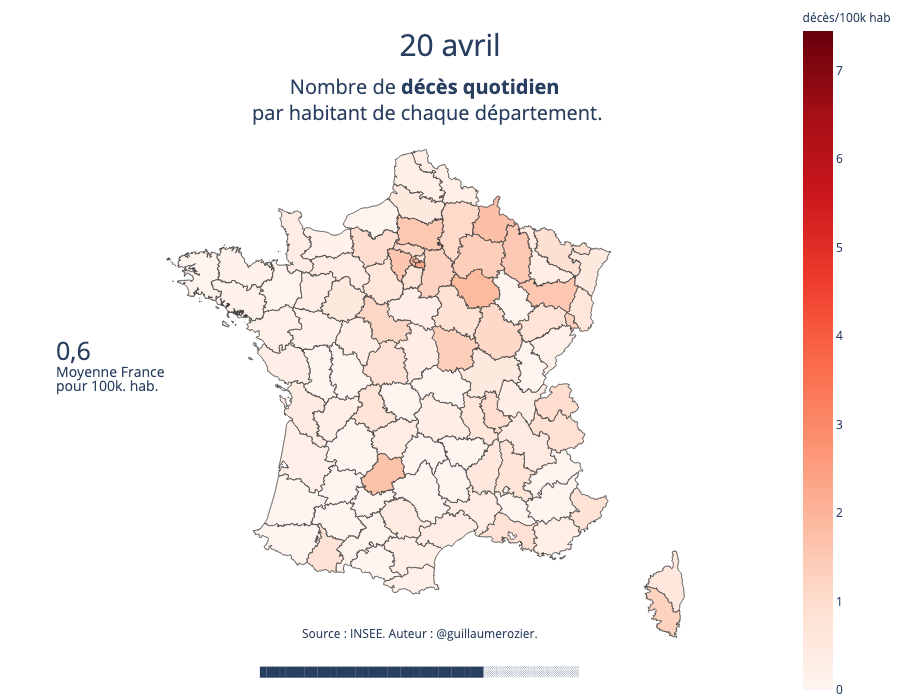 20 avril
Nombre de décès quotidien
par habitant de chaque département.
décès/100k hab
7
6
5
4
3
2
1
0
0,6
Moyenne France
pour 100k. hab.
Source : INSEE. Auteur : @guillaumerozier.